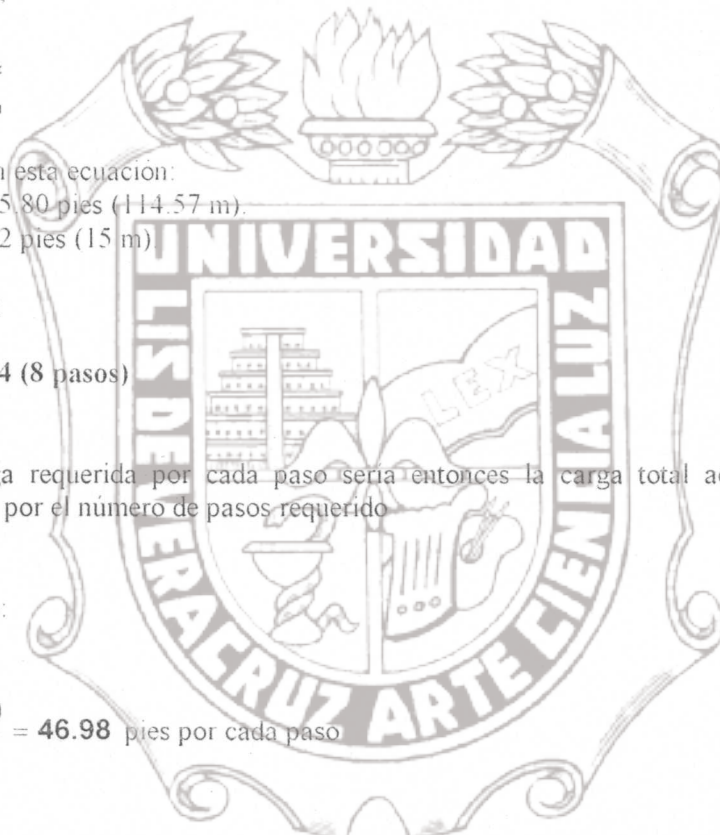 esta ecuación:
5.80 pies (114.57 m).
2 pies (15 m)
4 (8 pasos)
requerida por cada paso sería entonces la carga total
por el número de pasos requerido
:
)
= 46.98 pies por cada paso
UNIVERSIDAD
LIS DE VERACRUZ ARTE CIENCIA LUZ
LEX